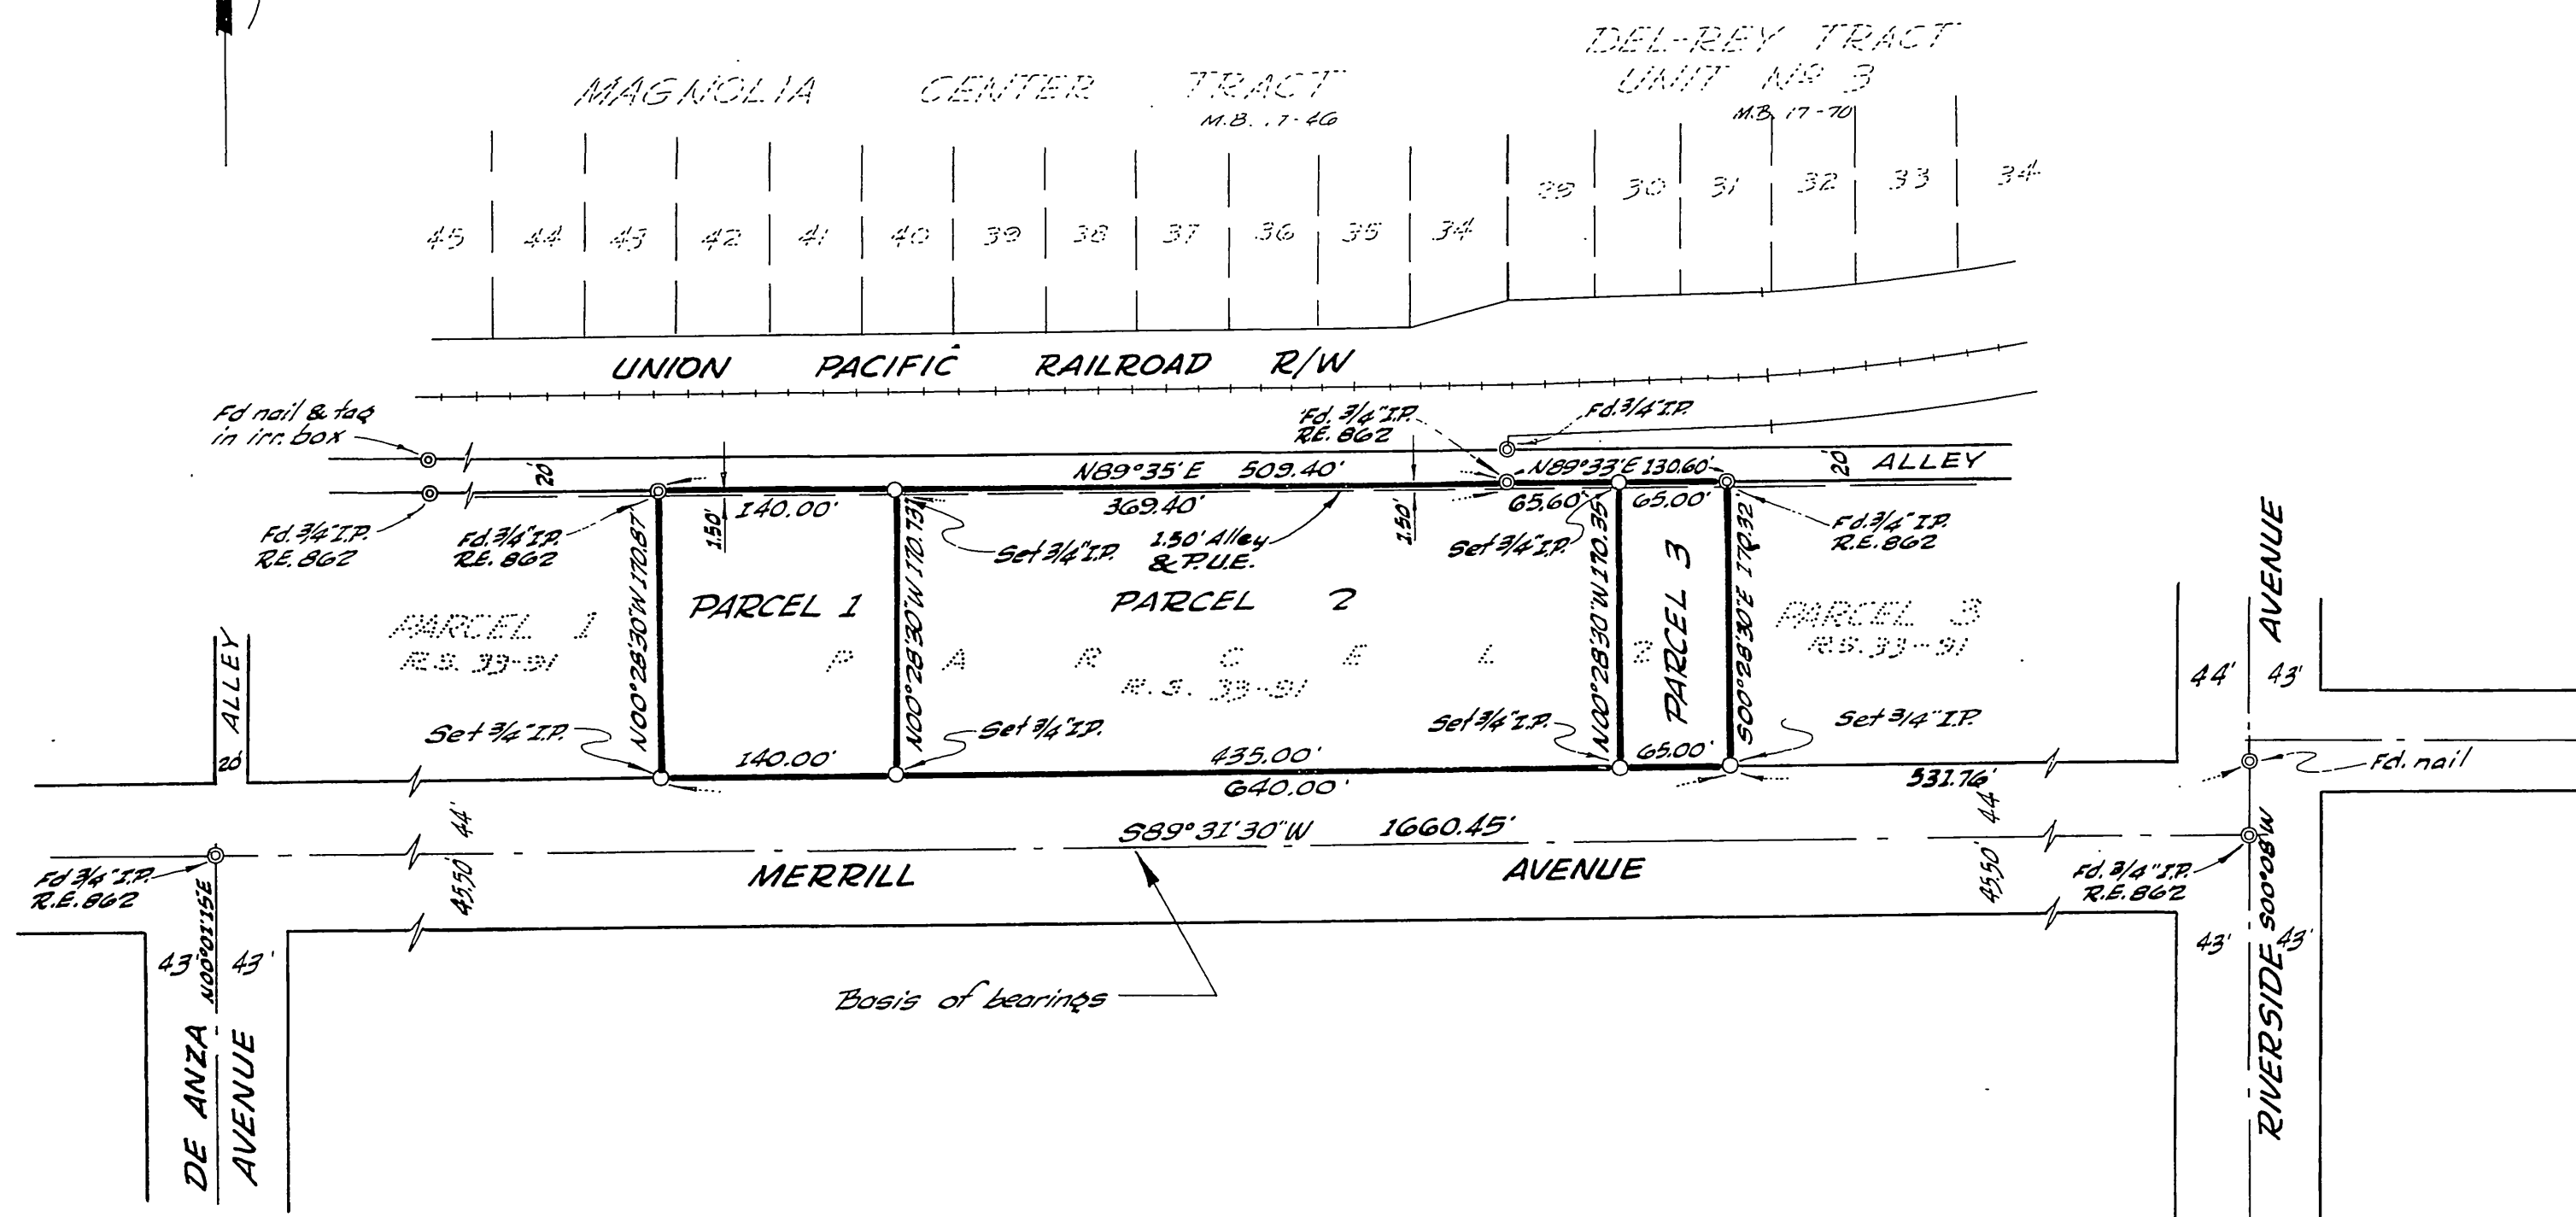 DEL-REY TRACT
UNIT Nº 3
M.B. 17-70
MAGNOLIA CENTER TRACT
M.B. .7-46
45 44 43 42 41 40 39 38 37 36 35 34
29 30 31 32 33 34
UNION PACIFIC RAILROAD R/W
Fd nail & tag
in irr. box
Fd. 3/4" I.P.
R.E. 862
Fd. 3/4" I.P.
20'
N89°35'E 509.40'
N89°33'E 130.60'
20'
ALLEY
140.00'
369.40'
65.60'
65.00'
1.50'
1.50'
Fd. 3/4" I.P.
R.E. 862
Fd. 3/4" I.P.
R.E. 862
Set 3/4" I.P.
1.50' Alley
& P.U.E.
Set 3/4" I.P.
Fd. 3/4" I.P.
R.E. 862
N00°28'30"W 170.87'
N00°28'30"W 170.73'
N00°28'30"W 170.35'
S00°28'30"E 170.32'
PARCEL 1
PARCEL 2
PARCEL 3
PARCEL 1
R.S. 33-91
PARCEL 2
R.S. 33-91
PARCEL 3
R.S. 33-91
20' ALLEY
Set 3/4" I.P.
Set 3/4" I.P.
Set 3/4" I.P.
Set 3/4" I.P.
140.00'
435.00'
65.00'
640.00'
531.76'
44' 43'
Fd. nail
44'
45.50'
S89°31'30"W 1660.45'
44'
45.50'
MERRILL AVENUE
Fd 3/4" I.P.
R.E. 862
Fd. 3/4" I.P.
R.E. 862
43' 43'
N00°01'15"E
43' 43'
S00°08'W
Basis of bearings
DE ANZA
AVENUE
RIVERSIDE AVENUE